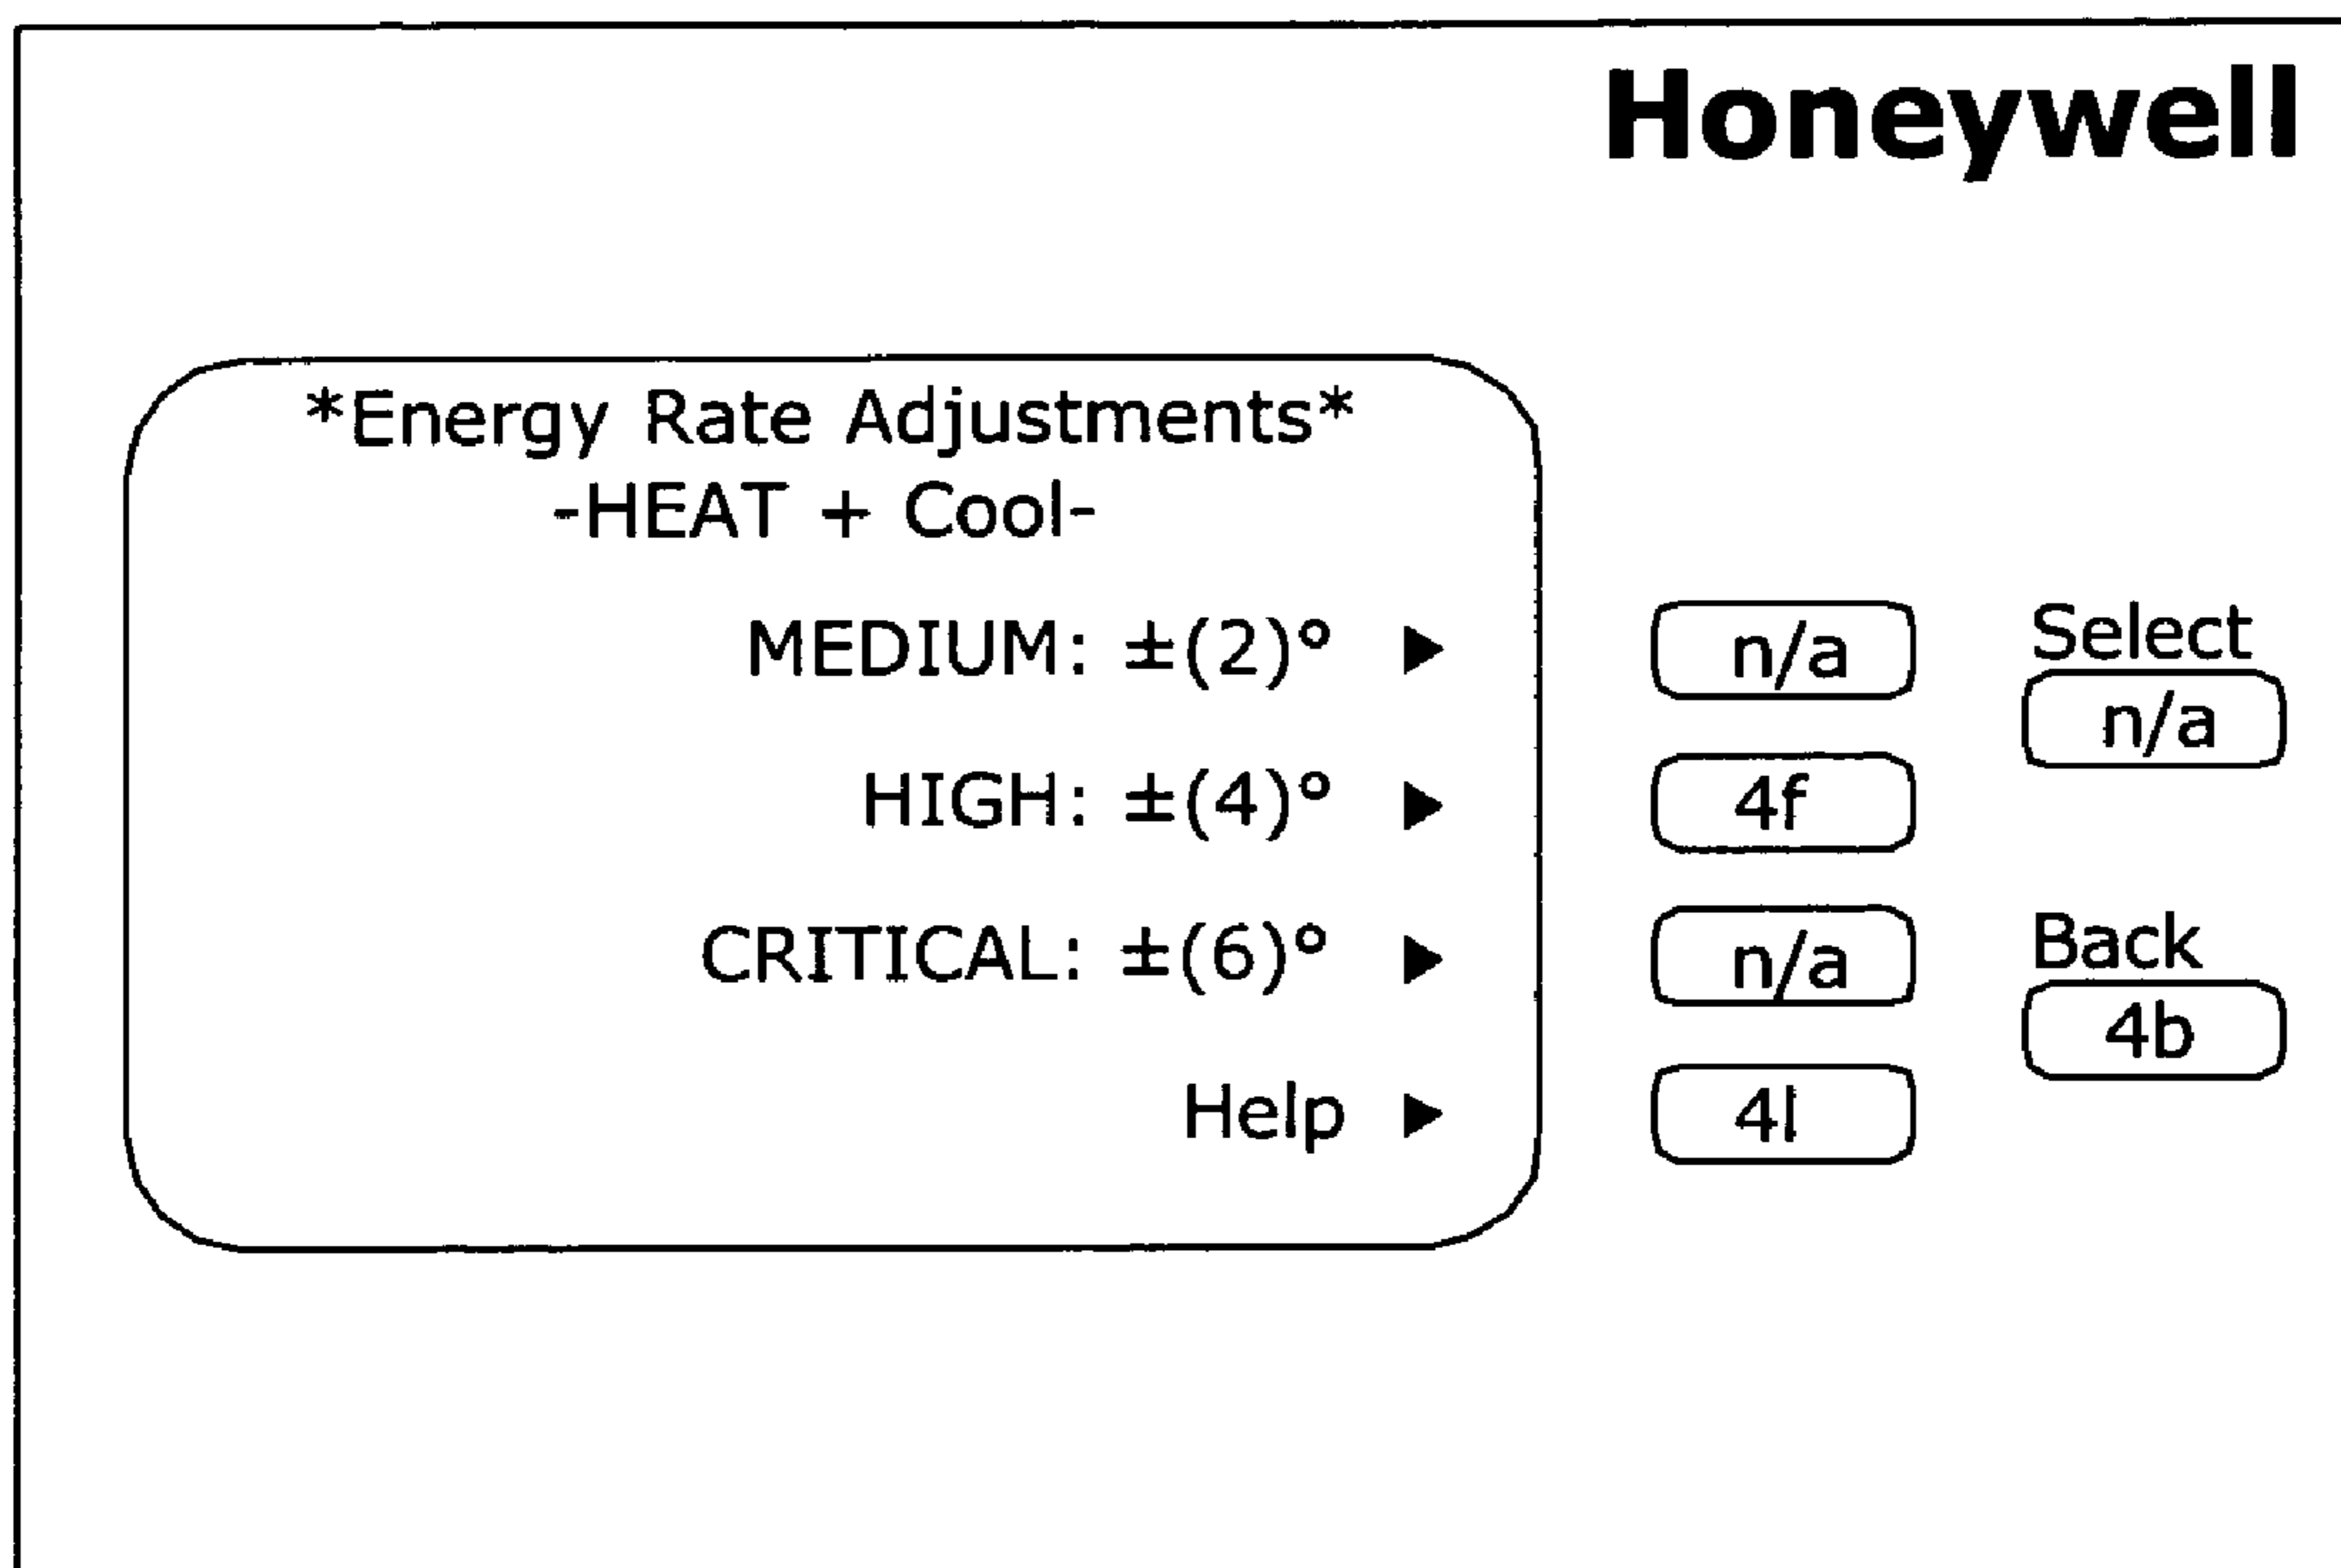 Honeywell
*Energy Rate Adjustments*
-HEAT + Cool-
MEDIUM: ±(2)° ▶ n/a
Select
n/a
HIGH: ±(4)° ▶ 4f
CRITICAL: ±(6)° ▶ n/a
Back
4b
Help ▶ 4l